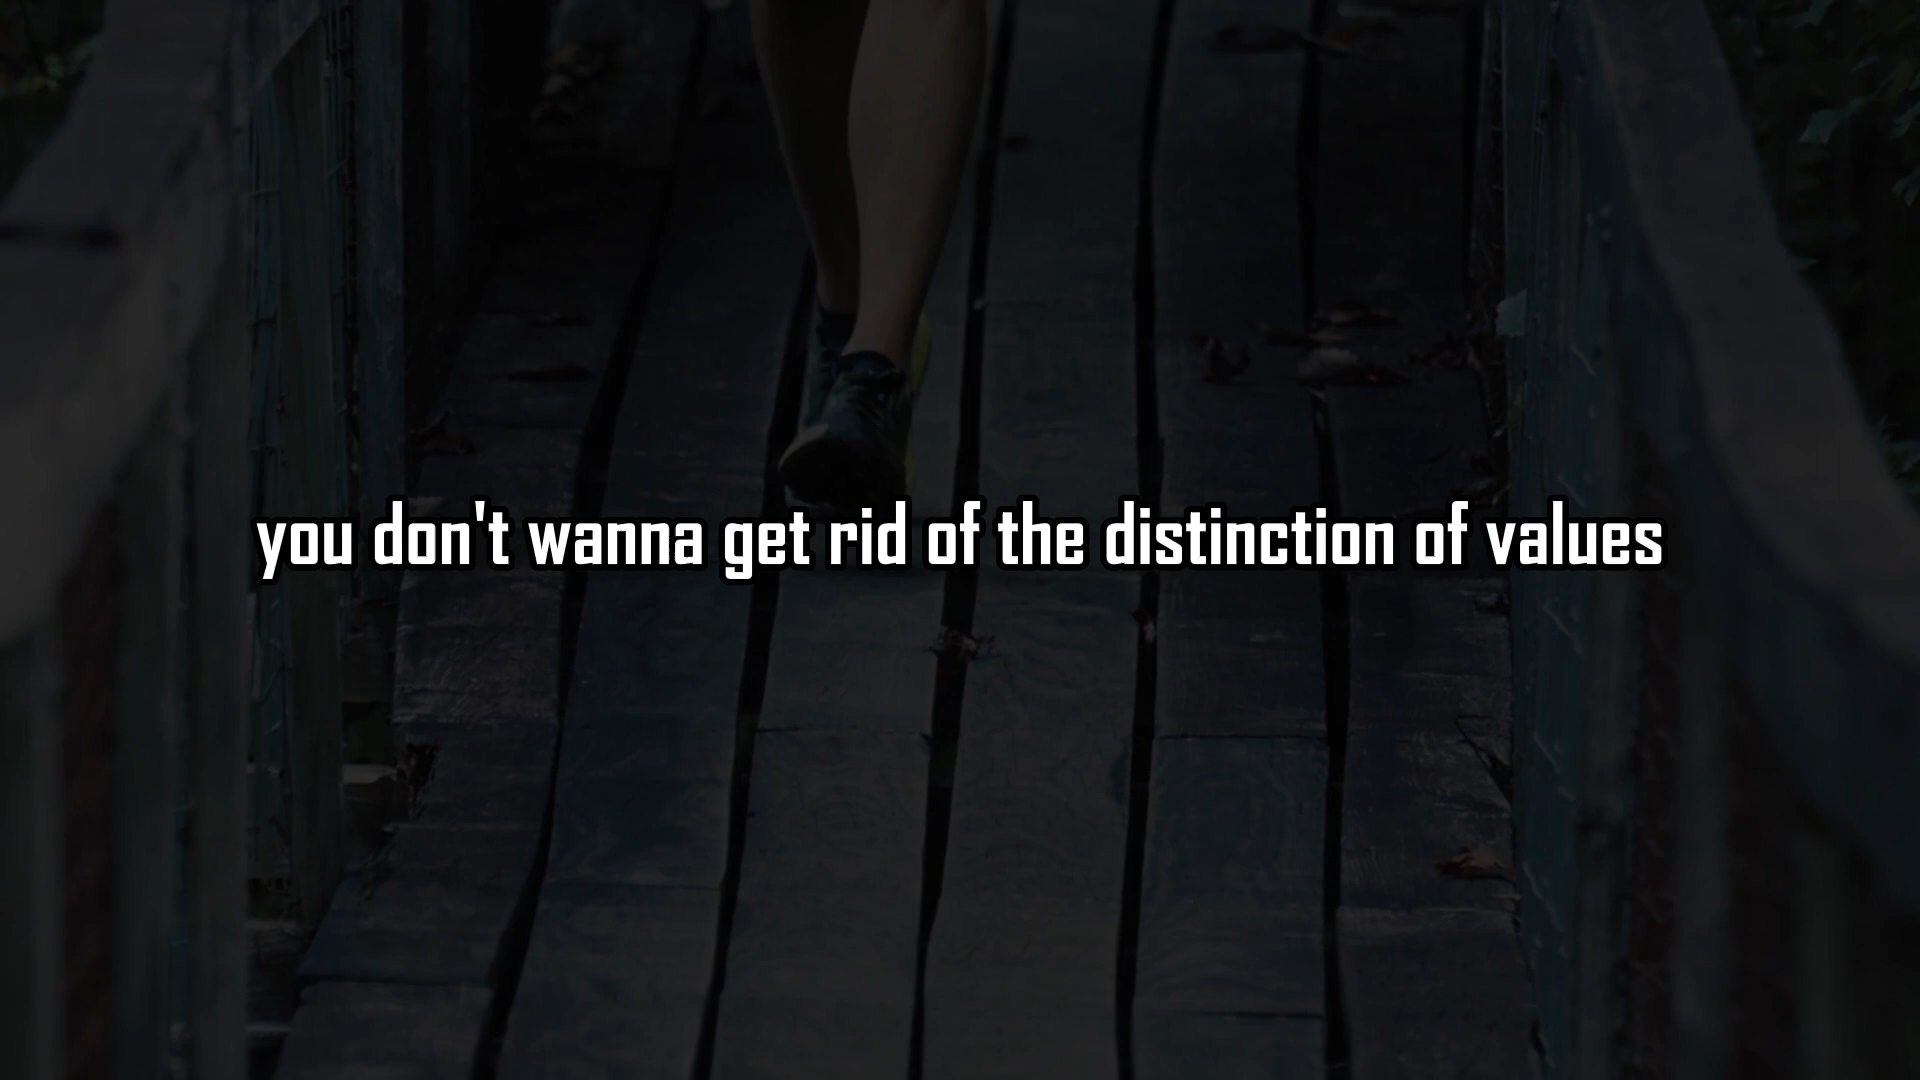 you don't wanna get rid of the distinction of values